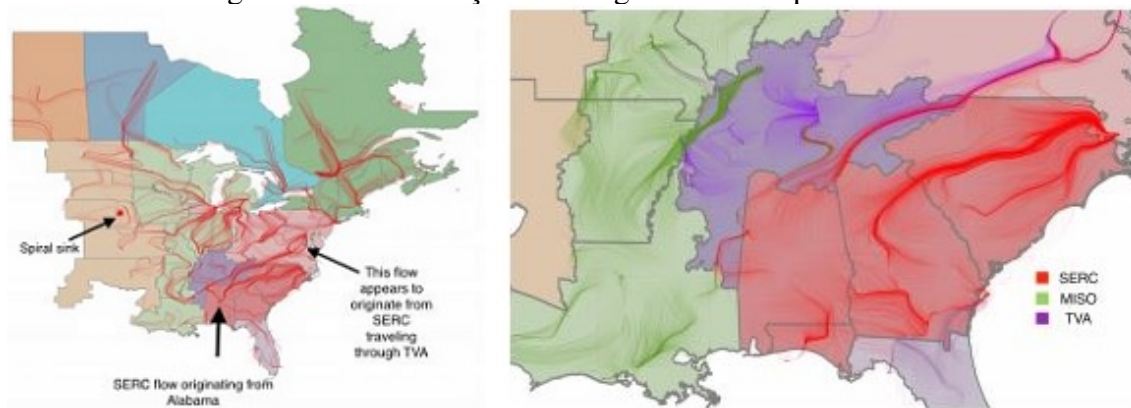 Spiral sink
This flow
appears to
originate from
SERC
traveling
through TVA
SERC flow originating from
Alabama
SERC
MISO
TVA